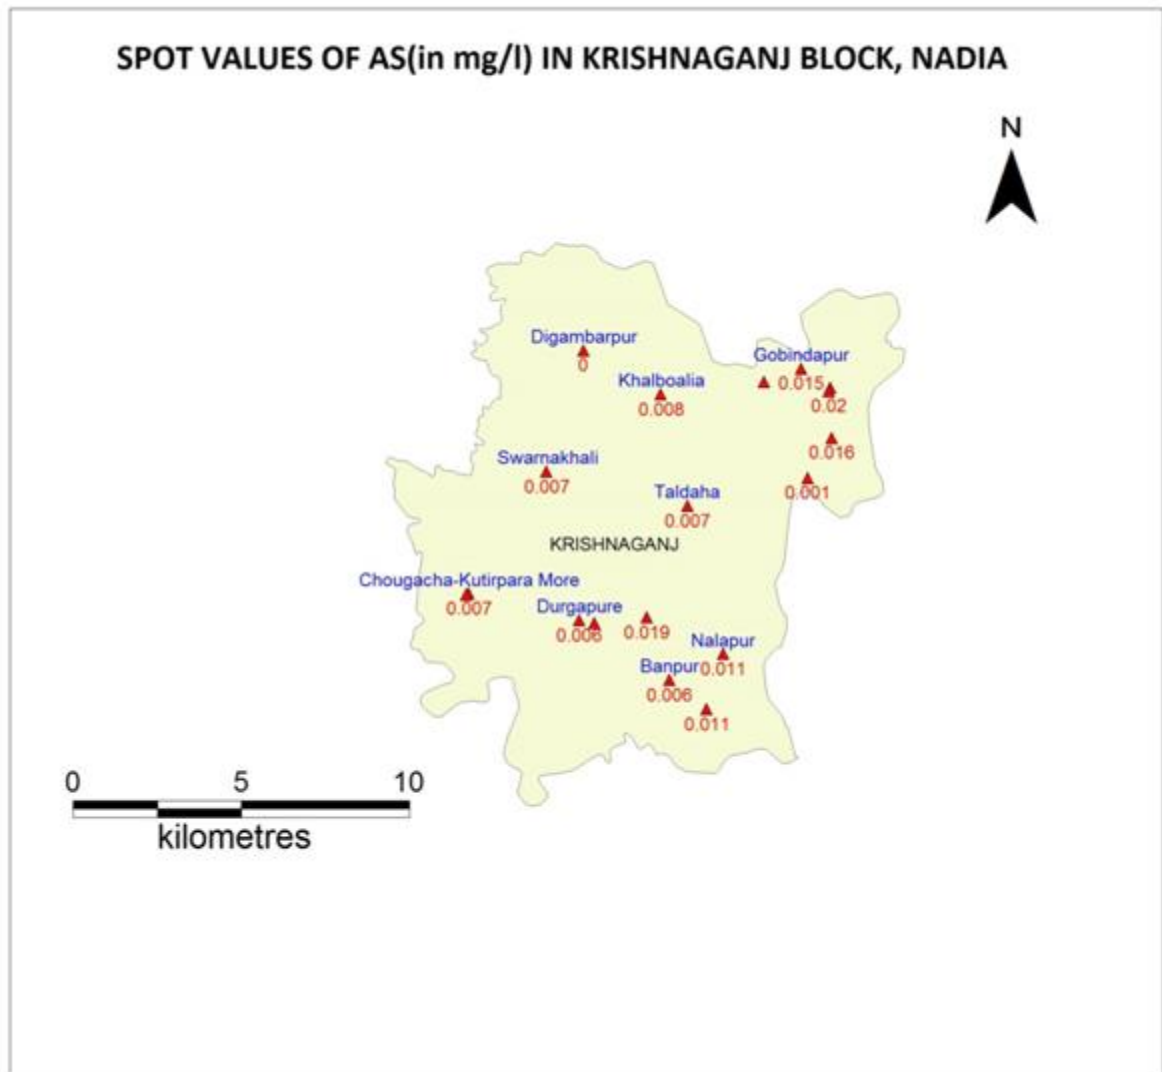 SPOT VALUES OF AS(in mg/l) IN KRISHNAGANJ BLOCK, NADIA
N
Digambarpur
0
Gobindapur
0.015
Khalboalia
0.008
0.02
0.016
Swarnakhali
0.007
0.001
Taldaha
0.007
KRISHNAGANJ
Chougacha-Kutirpara More
0.007
Durgapure
0.006
0.019
Nalapur
0.011
Banpur
0.006
0.011
0 5 10
kilometres